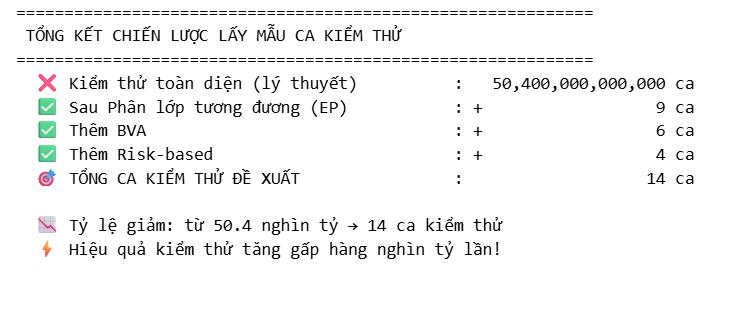 ============================================================
TỔNG KẾT CHIẾN LƯỢC LẤY MẪU CA KIỂM THỬ
============================================================
❌ Kiểm thử toàn diện (lý thuyết) : 50,400,000,000,000 ca
✅ Sau Phân lớp tương đương (EP) : + 9 ca
✅ Thêm BVA : + 6 ca
✅ Thêm Risk-based : + 4 ca
🎯 TỔNG CA KIỂM THỬ ĐỀ XUẤT : 14 ca
📉 Tỷ lệ giảm: từ 50.4 nghìn tỷ → 14 ca kiểm thử
⚡ Hiệu quả kiểm thử tăng gấp hàng nghìn tỷ lần!